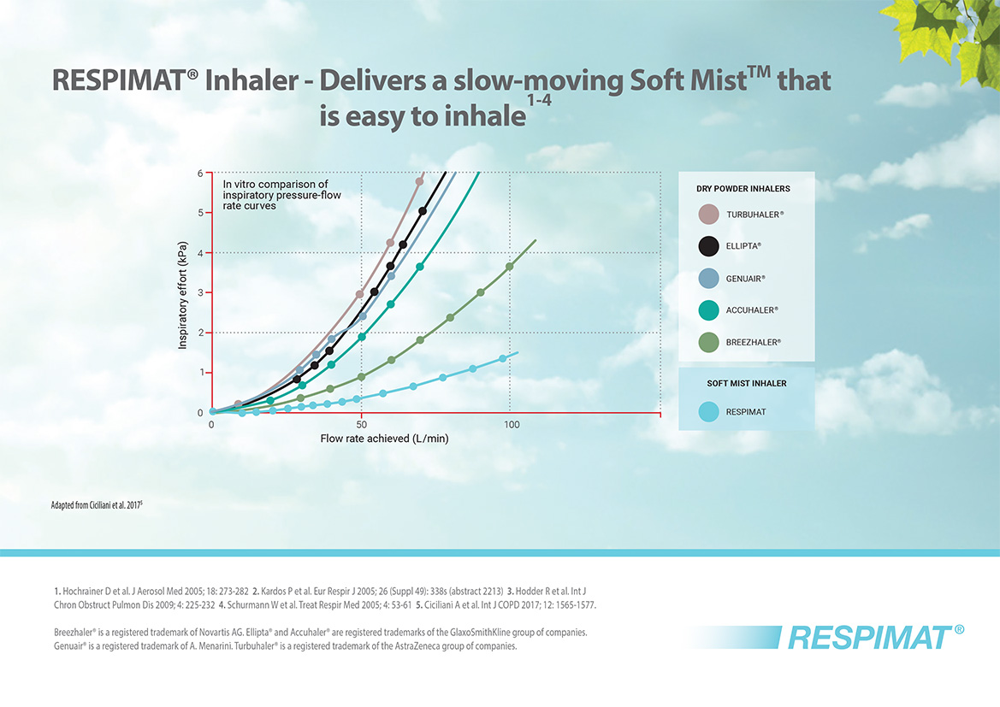 RESPIMAT® Inhaler - Delivers a slow-moving Soft Mist™ that
is easy to inhale1-4
In vitro comparison of
inspiratory pressure-flow
rate curves
Inspiratory effort (kPa)
6
5
4
3
2
1
0
0
50
100
Flow rate achieved (L/min)
DRY POWDER INHALERS
TURBUHALER®
ELLIPTA®
GENUAIR®
ACCUHALER®
BREEZHALER®
SOFT MIST INHALER
RESPIMAT
Adapted from Ciciliani et al. 20175
1. Hochrainer D et al. J Aerosol Med 2005; 18: 273-282 2. Kardos P et al. Eur Respir J 2005; 26 (Suppl 49): 338s (abstract 2213) 3. Hodder R et al. Int J
Chron Obstruct Pulmon Dis 2009; 4: 225-232 4. Schurmann W et al. Treat Respir Med 2005; 4: 53-61 5. Ciciliani A et al. Int J COPD 2017; 12: 1565-1577.
Breezhaler® is a registered trademark of Novartis AG. Ellipta® and Accuhaler® are registered trademarks of the GlaxoSmithKline group of companies.
Genuair® is a registered trademark of A. Menarini. Turbuhaler® is a registered trademark of the AstraZeneca group of companies.
RESPIMAT®